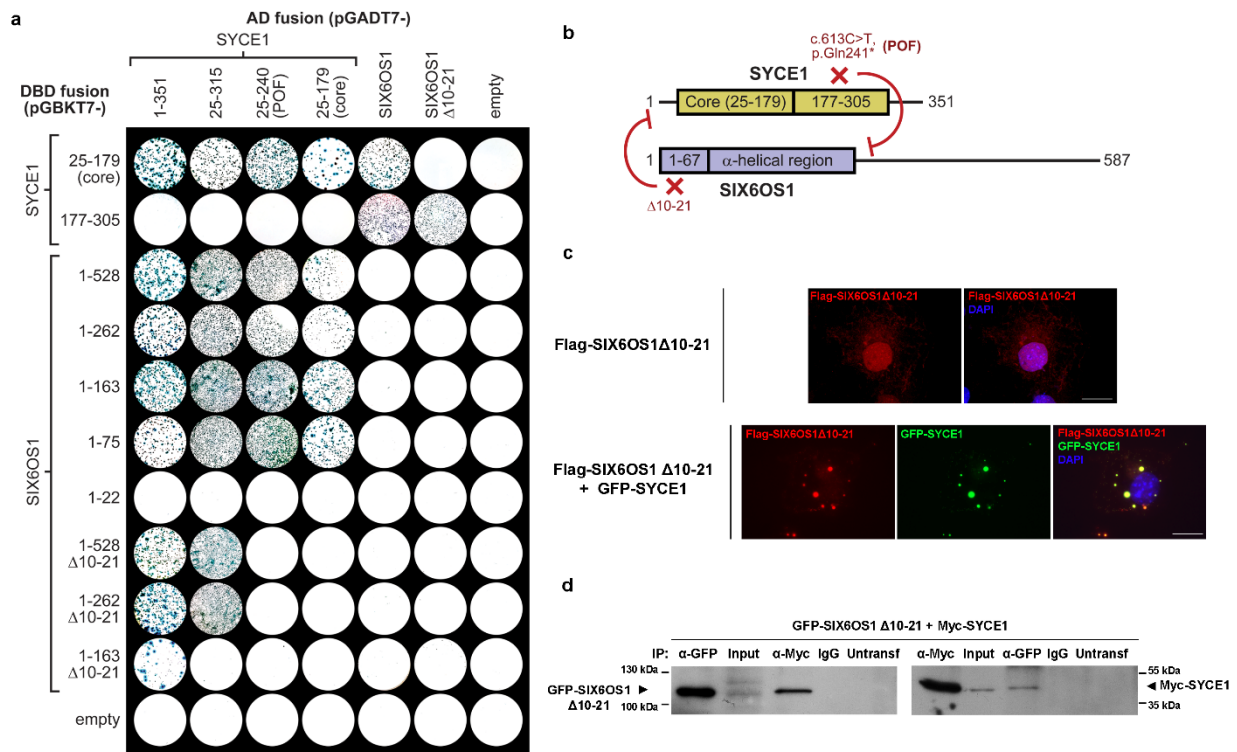 a
AD fusion (pGADT7-)
SYCE1
DBD fusion
(pGBKT7-)
1-351
25-315
25-240
(POF)
25-179
(core)
SIX6OS1
SIX6OS1
Δ10-21
empty
SYCE1
25-179
(core)
177-305
SIX6OS1
1-528
1-262
1-163
1-75
1-22
1-528
Δ10-21
1-262
Δ10-21
1-163
Δ10-21
empty
b
c.613C>T,
p.Gln241* (POF)
SYCE1
1 Core (25-179) 177-305 351
1 1-67 α-helical region 587
SIX6OS1
Δ10-21
c
Flag-SIX6OS1Δ10-21
Flag-SIX6OS1Δ10-21
Flag-SIX6OS1Δ10-21
DAPI
Flag-SIX6OS1 Δ10-21
+ GFP-SYCE1
Flag-SIX6OS1Δ10-21
GFP-SYCE1
Flag-SIX6OS1Δ10-21
GFP-SYCE1
DAPI
d
GFP-SIX6OS1 Δ10-21 + Myc-SYCE1
IP: α-GFP Input α-Myc IgG Untransf
α-Myc Input α-GFP IgG Untransf
130 kDa
GFP-SIX6OS1
Δ10-21
100 kDa
55 kDa
Myc-SYCE1
35 kDa